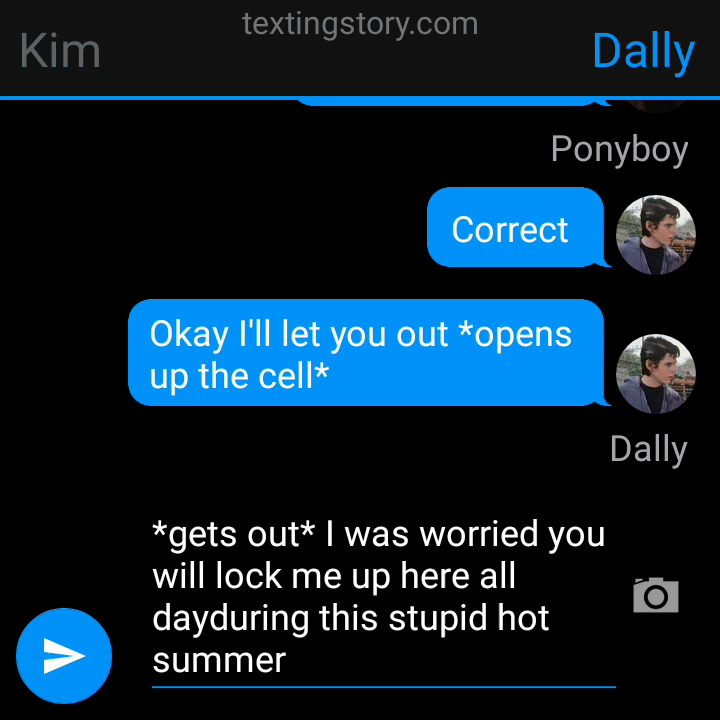 textingstory.com
Kim
Dally
Ponyboy
Correct
Okay I'll let you out *opens
up the cell*
Dally
*gets out* I was worried you
will lock me up here all
dayduring this stupid hot
summer